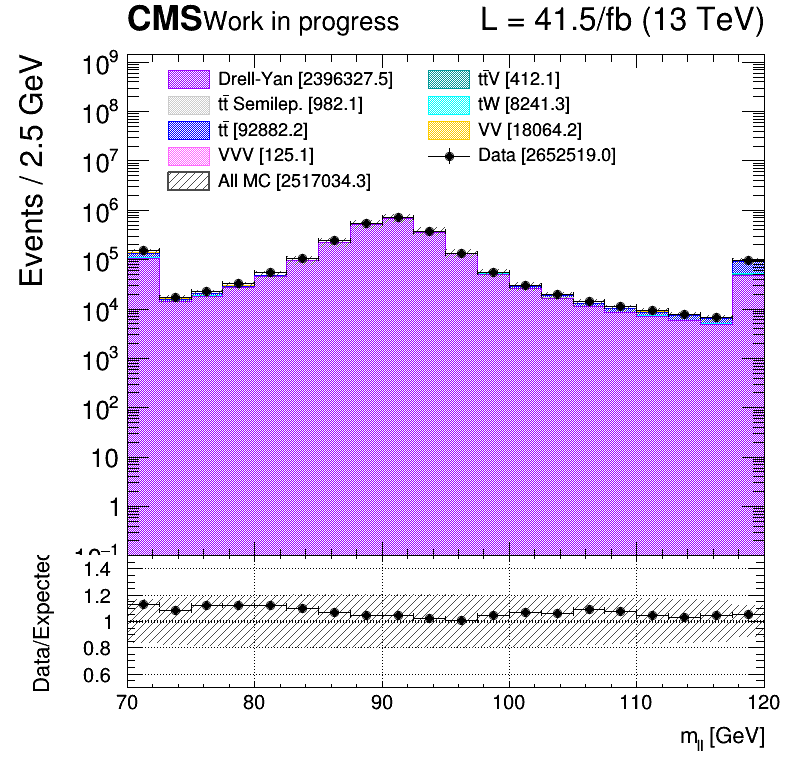 CMS Work in progress L = 41.5/fb (13 TeV)
Events / 2.5 GeV
10⁹
10⁸
10⁷
10⁶
10⁵
10⁴
10³
10²
10
1
10⁻¹
Drell-Yan [2396327.5]
tt̄ Semilep. [982.1]
tt̄ [92882.2]
VVV [125.1]
All MC [2517034.3]
tt̄V [412.1]
tW [8241.3]
VV [18064.2]
Data [2652519.0]
Data/Expected
1.4
1.2
1
0.8
0.6
70 80 90 100 110 120
m_ll [GeV]